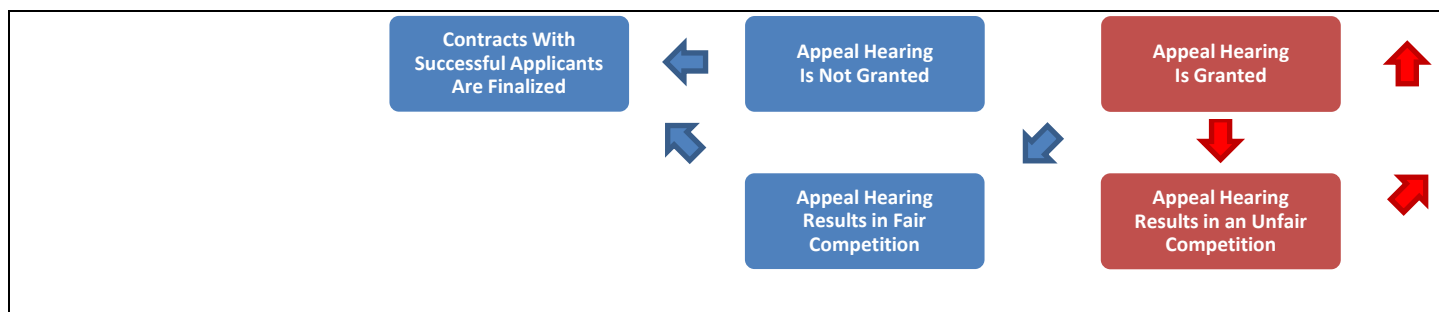 Contracts With
Successful Applicants
Are Finalized
Appeal Hearing
Is Not Granted
Appeal Hearing
Is Granted
Appeal Hearing
Results in Fair
Competition
Appeal Hearing
Results in an Unfair
Competition